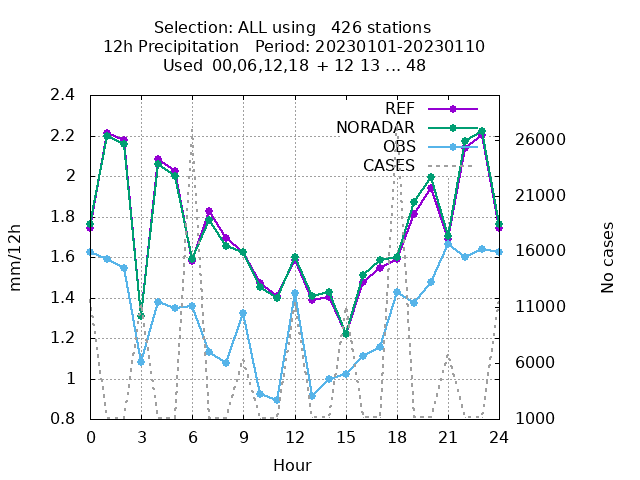 Selection: ALL using   426 stations
12h Precipitation   Period: 20230101-20230110
Used  00,06,12,18  + 12 13 ... 48
REF
NORADAR
OBS
CASES
2.4
2.2
2
1.8
1.6
1.4
1.2
1
0.8
26000
21000
16000
11000
6000
1000
mm/12h
No cases
0 3 6 9 12 15 18 21 24
Hour